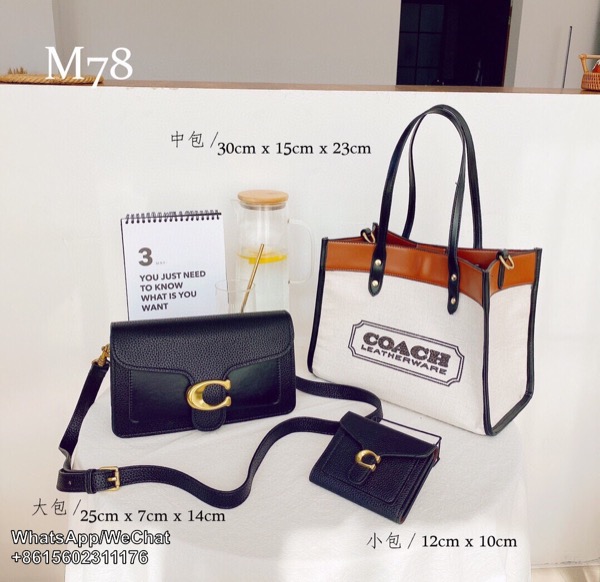 M78
中包/30cm x 15cm x 23cm
3
YOU JUST NEED
TO KNOW
WHAT IS YOU
WANT
COACH
LEATHERWARE
大包/25cm x 7cm x 14cm
WhatsApp/WeChat
+8615602311176
小包/12cm x 10cm